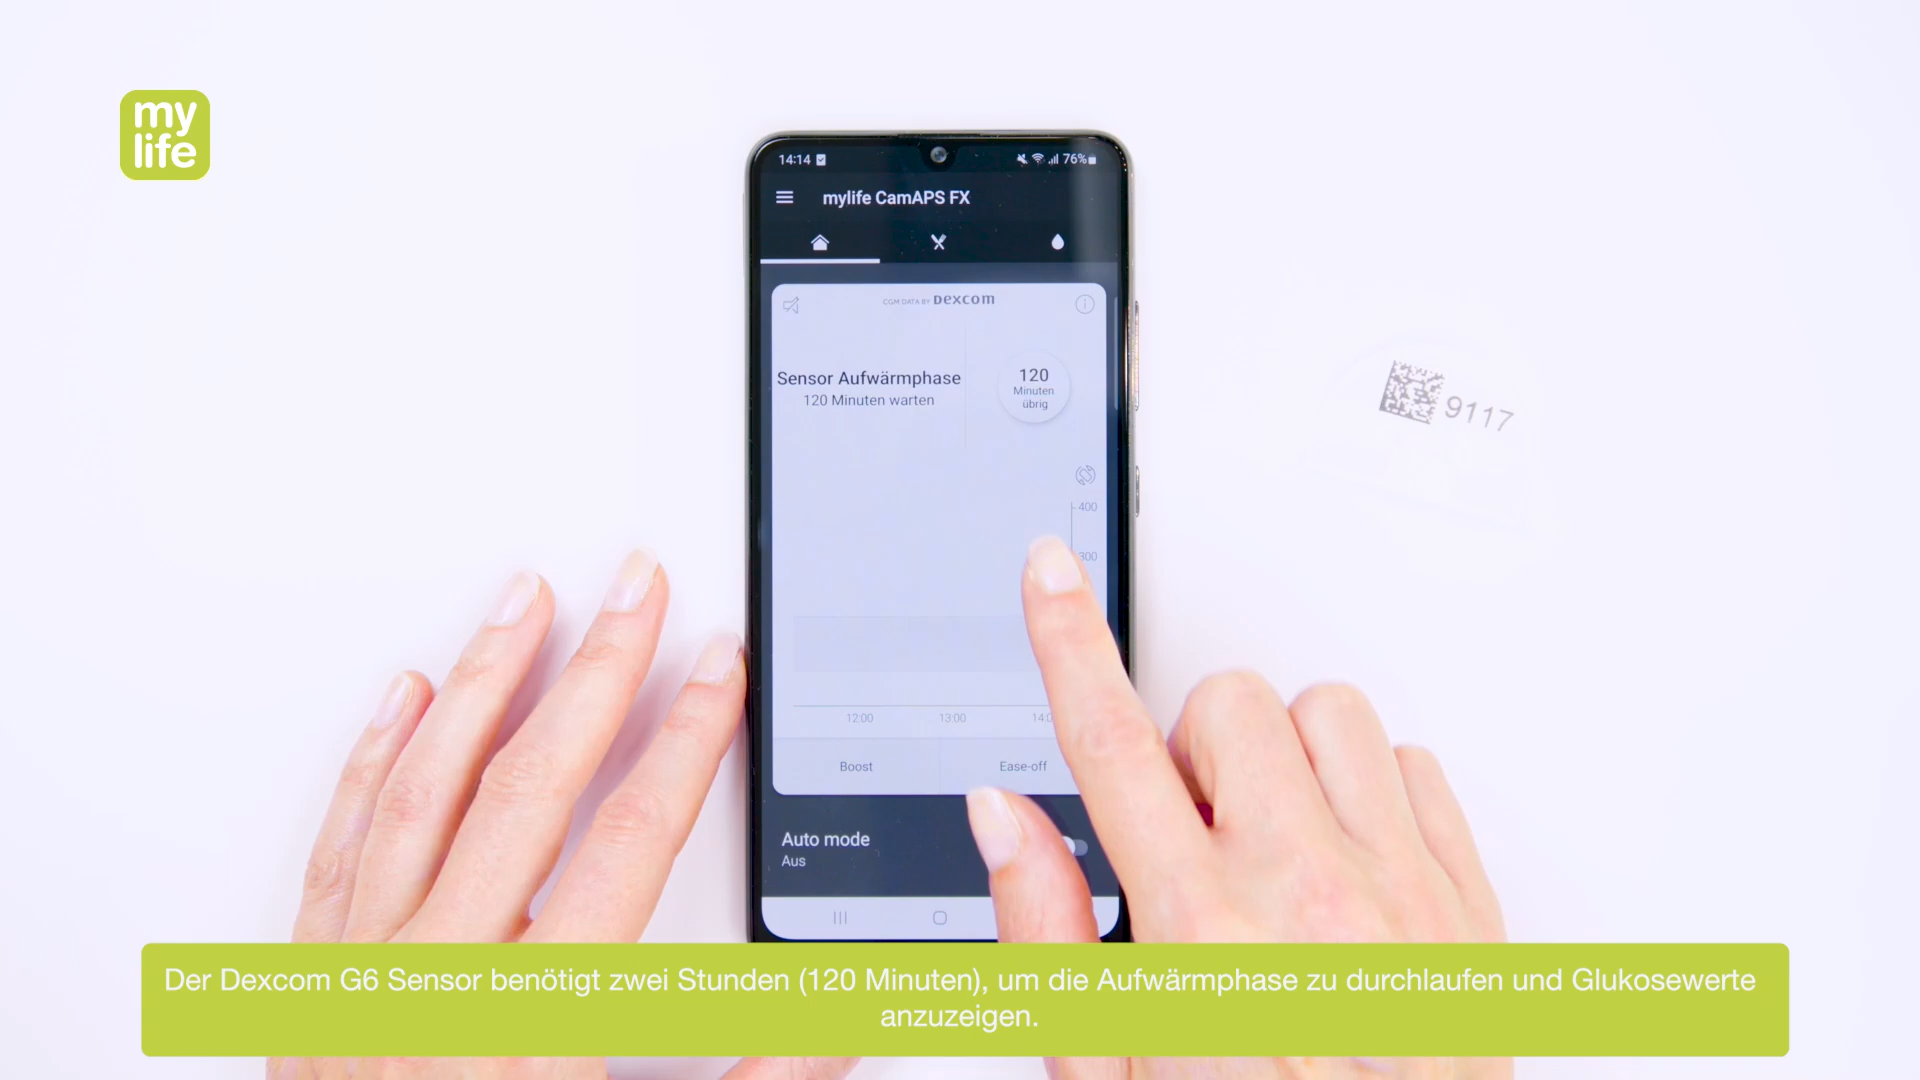 my
life
14:14
76%
mylife CamAPS FX
CGM DATA BY Dexcom
Sensor Aufwärmphase
120 Minuten warten
120
Minuten
übrig
400
300
9117
12:00
13:00
14:0
Boost
Ease-off
Auto mode
Aus
Der Dexcom G6 Sensor benötigt zwei Stunden (120 Minuten), um die Aufwärmphase zu durchlaufen und Glukosewerte
anzuzeigen.